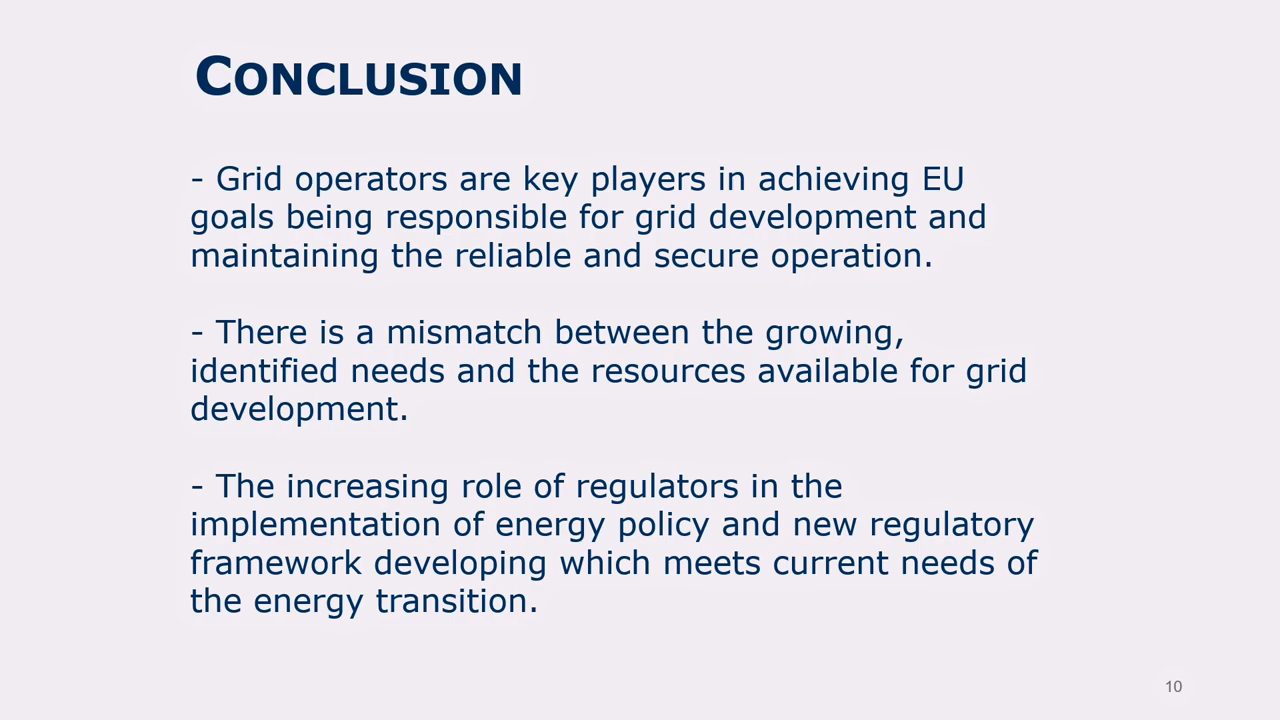 CONCLUSION
- Grid operators are key players in achieving EU
goals being responsible for grid development and
maintaining the reliable and secure operation.
- There is a mismatch between the growing,
identified needs and the resources available for grid
development.
- The increasing role of regulators in the
implementation of energy policy and new regulatory
framework developing which meets current needs of
the energy transition.
10